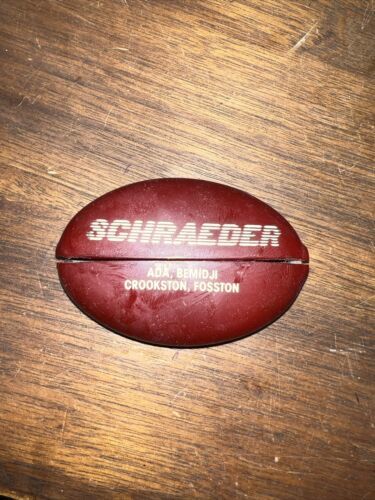 SCHRAEDER
ADA, BEMIDJI
CROOKSTON, FOSSTON